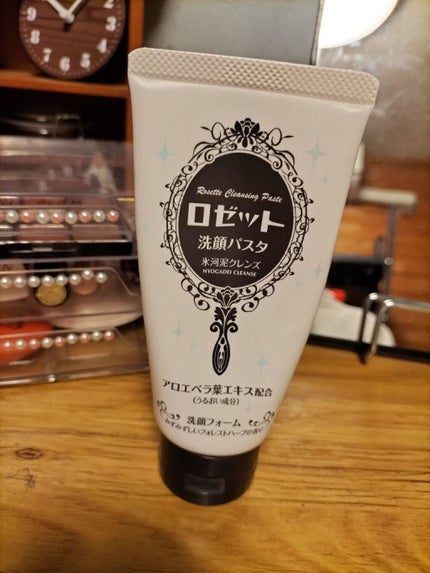 Rosette Cleansing Paste
ロゼット
洗顔パスタ
氷河泥クレンズ
HYOGADEI CLEANSE
アロエベラ葉エキス配合
(うるおい成分)
洗顔フォーム
みずみずしいフォレストハーブの香り